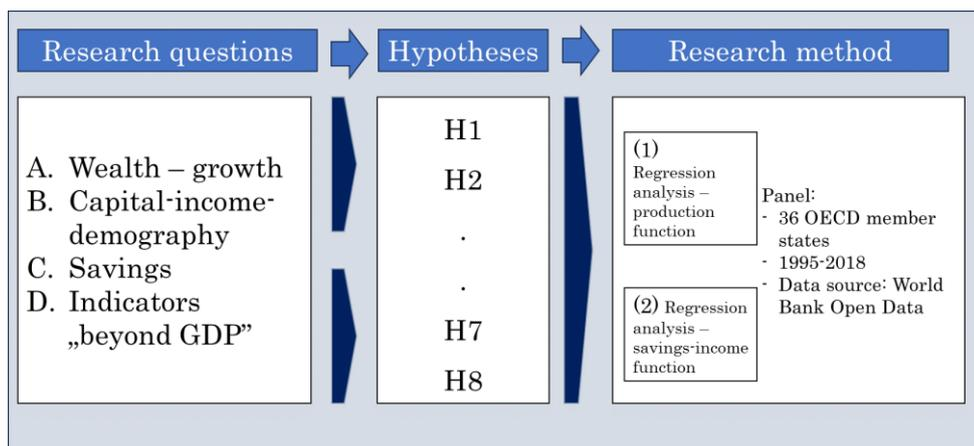 Research questions
Hypotheses
Research method
A. Wealth – growth
B. Capital-income-
demography
C. Savings
D. Indicators
„beyond GDP”
H1
H2
.
.
H7
H8
(1)
Regression
analysis –
production
function
(2) Regression
analysis –
savings-income
function
Panel:
- 36 OECD member
states
- 1995-2018
- Data source: World
Bank Open Data